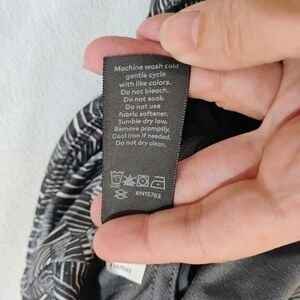 Machine wash cold
gentle cycle
with like colors.
Do not bleach.
Do not soak.
Do not use
fabric softener.
Tumble dry low.
Remove promptly.
Cool iron if needed.
Do not dry clean.
RN15763